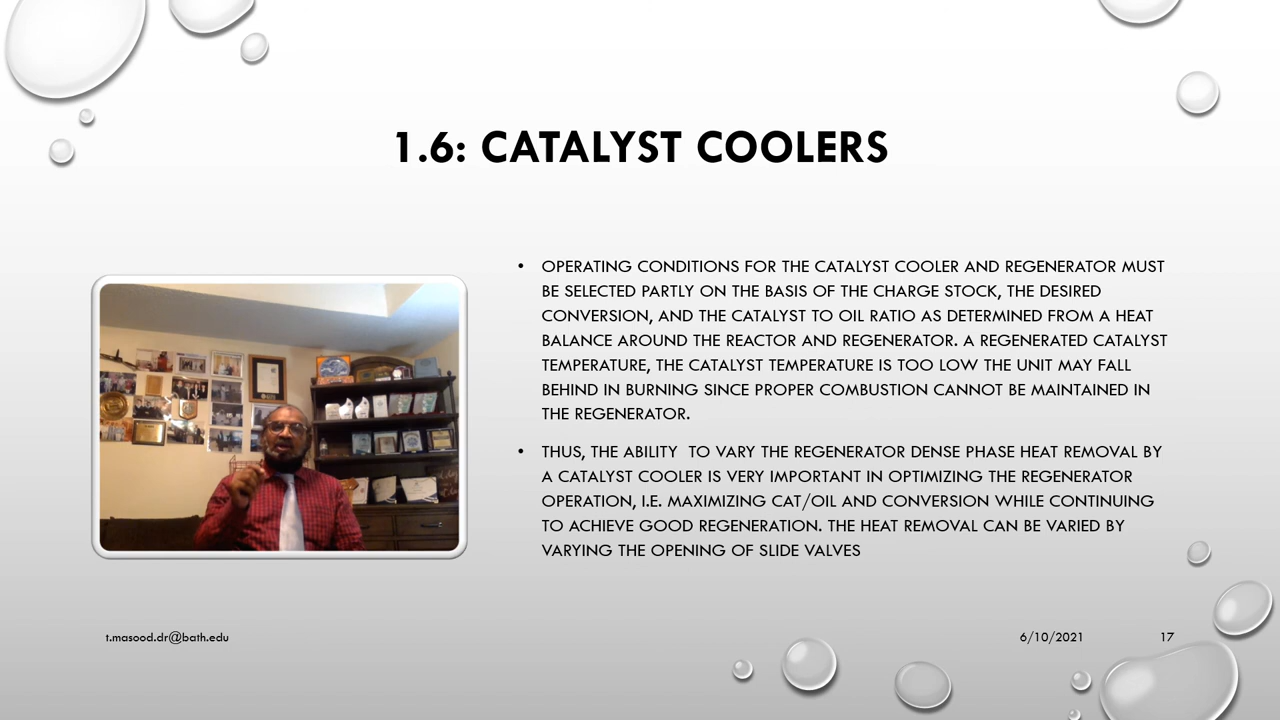 1.6: CATALYST COOLERS
• OPERATING CONDITIONS FOR THE CATALYST COOLER AND REGENERATOR MUST
BE SELECTED PARTLY ON THE BASIS OF THE CHARGE STOCK, THE DESIRED
CONVERSION, AND THE CATALYST TO OIL RATIO AS DETERMINED FROM A HEAT
BALANCE AROUND THE REACTOR AND REGENERATOR. A REGENERATED CATALYST
TEMPERATURE, THE CATALYST TEMPERATURE IS TOO LOW THE UNIT MAY FALL
BEHIND IN BURNING SINCE PROPER COMBUSTION CANNOT BE MAINTAINED IN
THE REGENERATOR.
• THUS, THE ABILITY  TO VARY THE REGENERATOR DENSE PHASE HEAT REMOVAL BY
A CATALYST COOLER IS VERY IMPORTANT IN OPTIMIZING THE REGENERATOR
OPERATION, I.E. MAXIMIZING CAT/OIL AND CONVERSION WHILE CONTINUING
TO ACHIEVE GOOD REGENERATION. THE HEAT REMOVAL CAN BE VARIED BY
VARYING THE OPENING OF SLIDE VALVES
t.masood.dr@bath.edu
6/10/2021
17